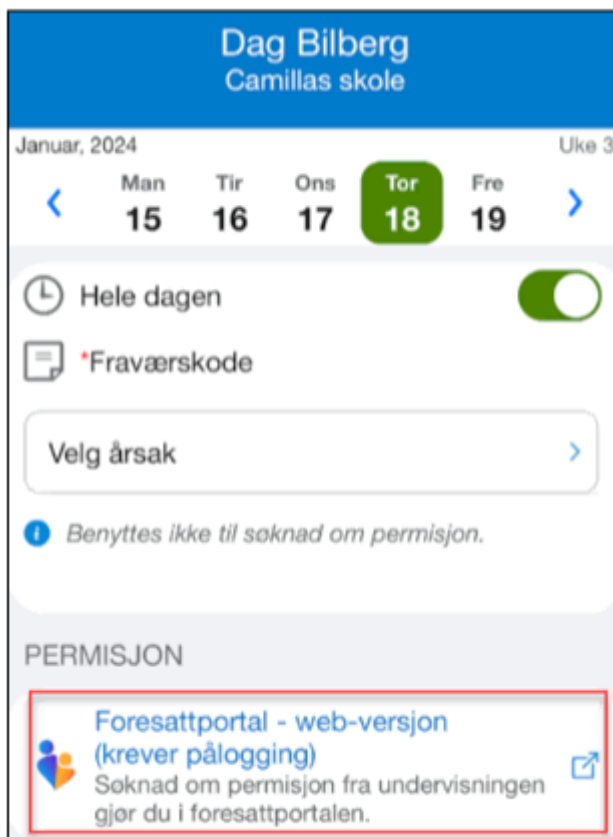 Dag Bilberg
Camillas skole
Januar, 2024
Uke 3
Man Tir Ons Tor Fre
15 16 17 18 19
Hele dagen
*Fraværskode
Velg årsak
Benyttes ikke til søknad om permisjon.
PERMISJON
Foresattportal - web-versjon
(krever pålogging)
Søknad om permisjon fra undervisningen
gjør du i foresattportalen.